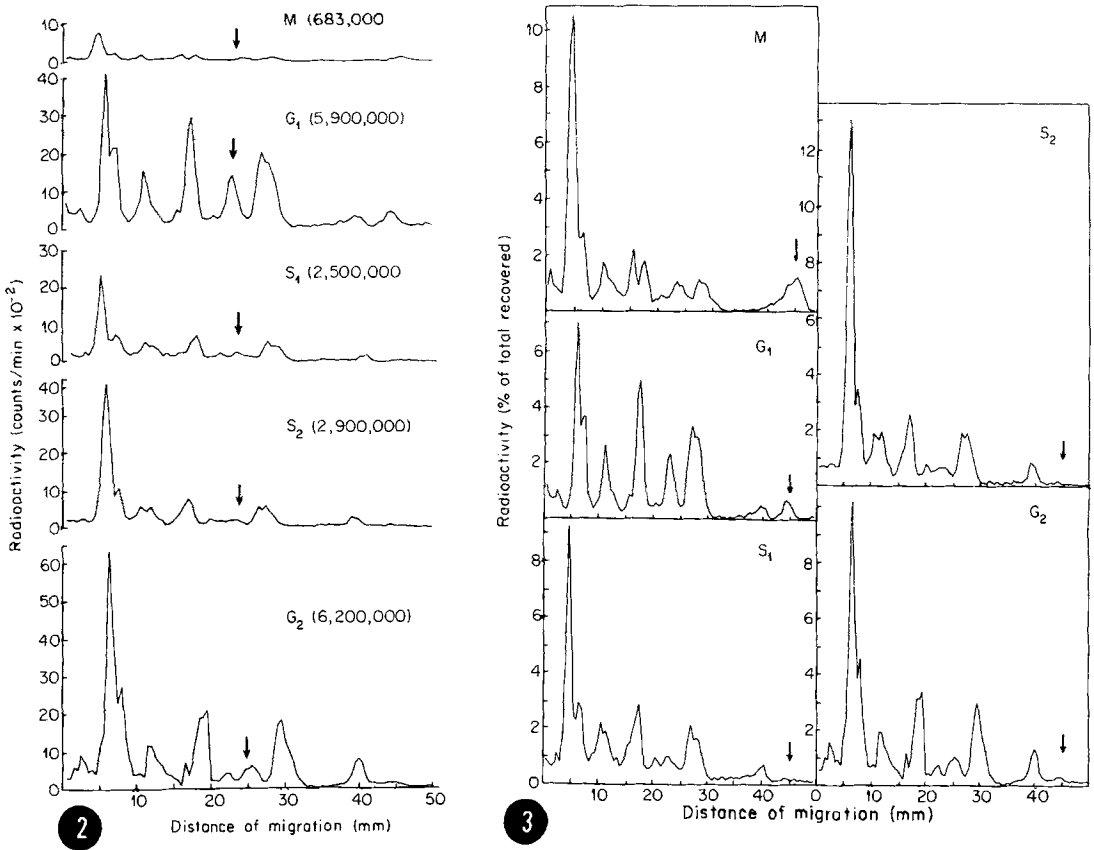 M (683,000
10
0
G1 (5,900,000)
40
30
20
10
0
S1 (2,500,000
30
20
10
0
S2 (2,900,000)
40
30
20
10
0
G2 (6,200,000)
60
50
40
30
20
10
0
10 20 30 40 50
Distance of migration (mm)
Radioactivity (counts/min x 10⁻²)
2
M
10
8
6
4
2
G1
6
4
2
S1
8
6
4
2
0
10 20 30 40
S2
12
10
8
6
4
2
G2
8
6
4
2
0 10 20 30 40
Distance of migration (mm)
Radioactivity (% of total recovered)
3